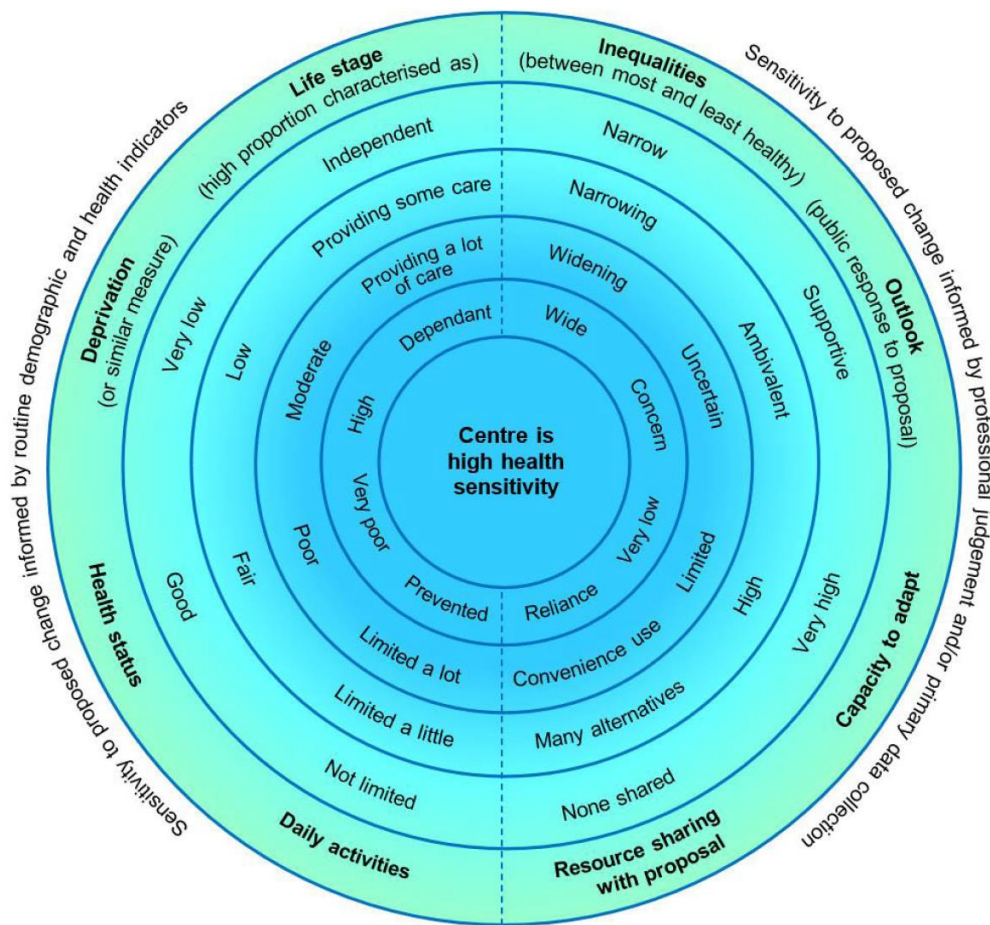 Sensitivity to proposed change informed by routine demographic and health indicators
Sensitivity to proposed change informed by professional judgement and/or primary data collection
Life stage
(high proportion characterised as)
Independent
Providing some care
Providing a lot
of care
Dependant
Inequalities
(between most and least healthy)
Narrow
Narrowing
Widening
Wide
Deprivation
(or similar measure)
Very low
Low
Moderate
High
Outlook
(public response to proposal)
Supportive
Ambivalent
Uncertain
Concern
Centre is
high health
sensitivity
Health status
Good
Fair
Poor
Very poor
Capacity to adapt
Very high
High
Limited
Very low
Daily activities
Not limited
Limited a little
Limited a lot
Prevented
Resource sharing
with proposal
None shared
Many alternatives
Convenience use
Reliance